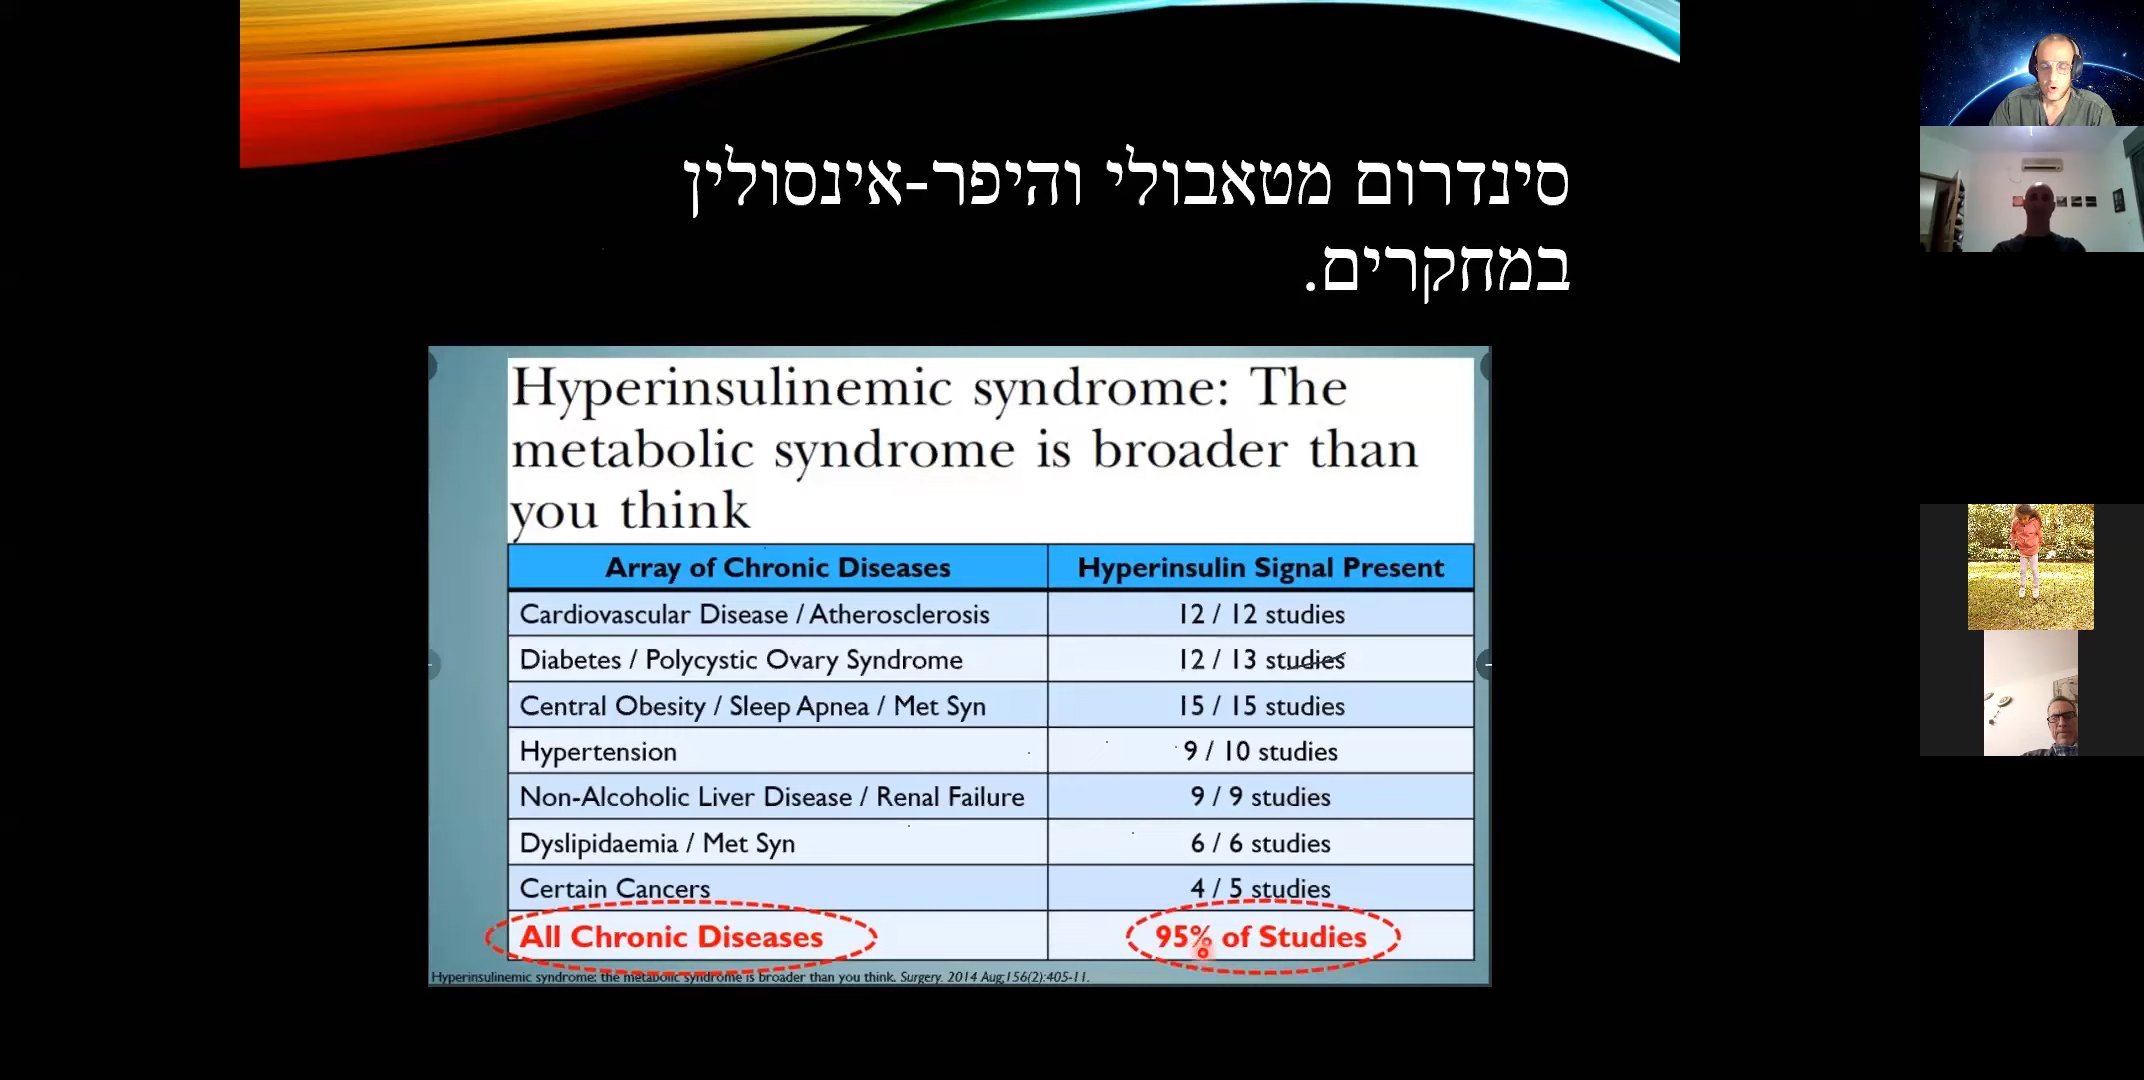 סינדרום מטאבולי והיפר-אינסולין
במחקרים.
Hyperinsulinemic syndrome: The
metabolic syndrome is broader than
you think
Array of Chronic Diseases Hyperinsulin Signal Present
Cardiovascular Disease / Atherosclerosis 12 / 12 studies
Diabetes / Polycystic Ovary Syndrome 12 / 13 studies
Central Obesity / Sleep Apnea / Met Syn 15 / 15 studies
Hypertension 9 / 10 studies
Non-Alcoholic Liver Disease / Renal Failure 9 / 9 studies
Dyslipidaemia / Met Syn 6 / 6 studies
Certain Cancers 4 / 5 studies
All Chronic Diseases 95% of Studies
Hyperinsulinemic syndrome: the metabolic syndrome is broader than you think. Surgery. 2014 Aug;156(2):405-11.